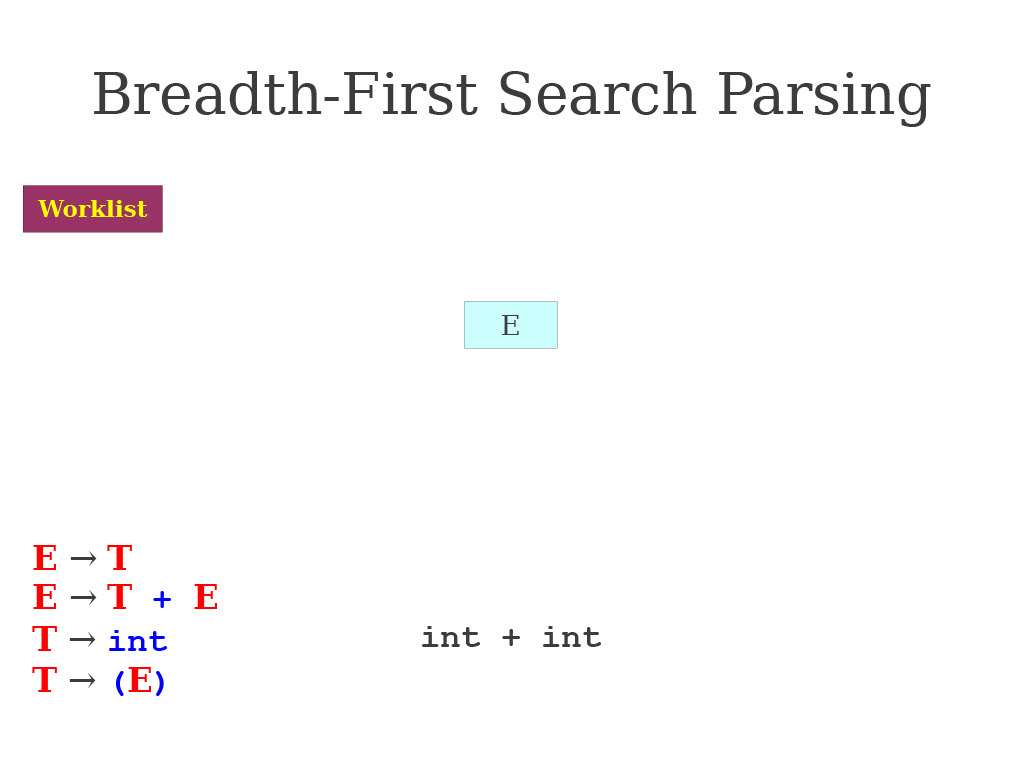 Breadth-First Search Parsing
Worklist
E
E → T
E → T + E
T → int
T → (E)
int + int